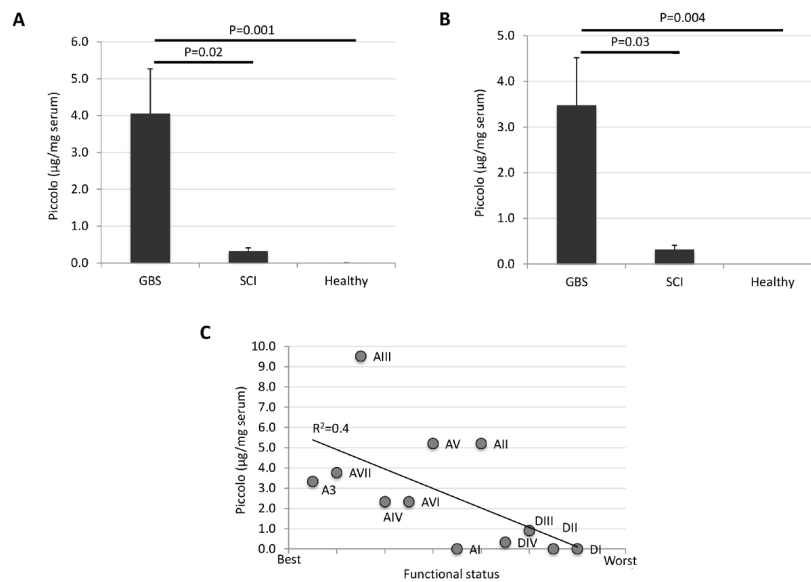 A
P=0.001
P=0.02
6.0
5.0
4.0
3.0
2.0
1.0
0.0
Piccolo (µg/mg serum)
GBS SCI Healthy
B
P=0.004
P=0.03
5.0
4.0
3.0
2.0
1.0
0.0
Piccolo (µg/mg serum)
GBS SCI Healthy
C
10.0
9.0
8.0
7.0
6.0
5.0
4.0
3.0
2.0
1.0
0.0
Piccolo (µg/mg serum)
AIII
R²=0.4
AV AII
AVII
A3
AIV AVI
DIII DII
AI DIV DI
Best Worst
Functional status